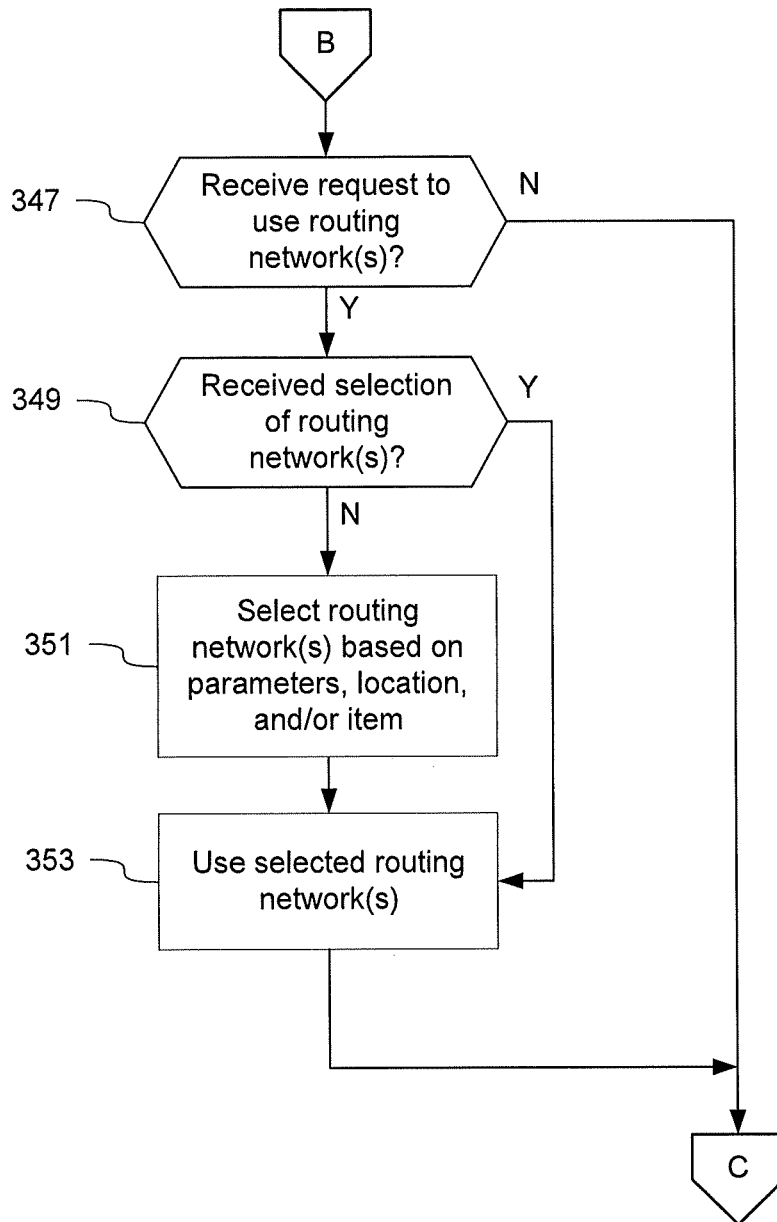 B
347
Receive request to
use routing
network(s)?
N
Y
349
Received selection
of routing
network(s)?
Y
N
351
Select routing
network(s) based on
parameters, location,
and/or item
353
Use selected routing
network(s)
C